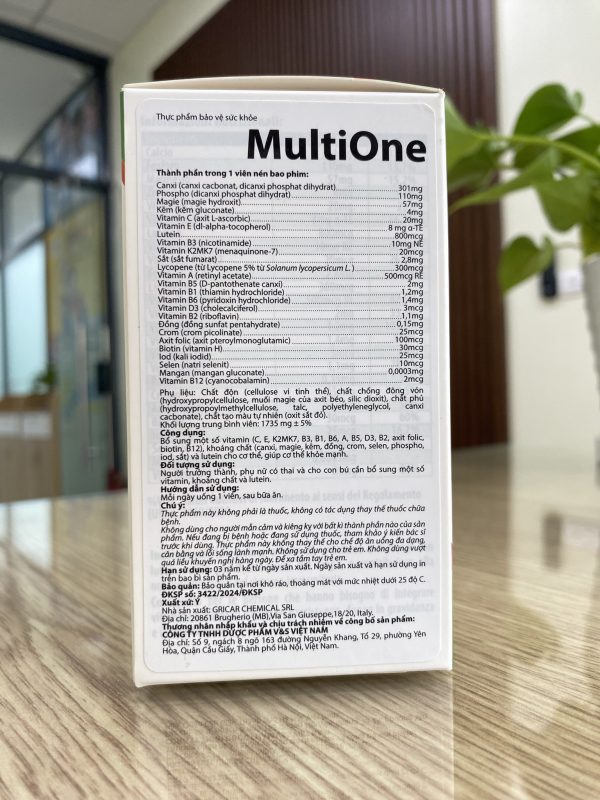 Thực phẩm bảo vệ sức khỏe
MultiOne
Thành phần trong 1 viên nén bao phim:
Canxi (canxi cacbonat, dicanxi phosphat dihydrat)........301mg
Phospho (dicanxi phosphat dihydrat)........110mg
Magie (magie hydroxit)........57mg
Kẽm (kẽm gluconate)........4mg
Vitamin C (axit L-ascorbic)........20mg
Vitamin E (dl-alpha-tocopherol)........8 mg α-TE
Lutein........800mcg
Vitamin B3 (nicotinamide)........10mg NE
Vitamin K2MK7 (menaquinone-7)........20mcg
Sắt (sắt fumarat)........2,8mg
Lycopene (từ Lycopene 5% từ Solanum lycopersicum L. )........300mcg
Vitamin A (retinyl acetate)........500mcg RE
Vitamin B5 (D-pantothenate canxi)........2mg
Vitamin B1 (thiamin hydrochloride)........1,2mg
Vitamin B6 (pyridoxin hydrochloride)........1,4mg
Vitamin D3 (cholecalciferol)........3mcg
Vitamin B2 (riboflavin)........1,1mg
Đồng (đồng sunfat pentahydrate)........0,15mg
Crom (crom picolinate)........25mcg
Axit folic (axit pteroylmonoglutamic)........100mcg
Biotin (vitamin H)........30mcg
Iod (kali iodid)........25mcg
Selen (natri selenit)........10mcg
Mangan (mangan gluconate)........0,0003mg
Vitamin B12 (cyanocobalamin)........2mcg
Phụ liệu: Chất độn (cellulose vi tinh thể), chất chống đông vón
(hydroxypropylcellulose, muối magie của axit béo, silic dioxit), chất phủ
(hydroxypropoylmethylcellulose, talc, polyethyleneglycol, canxi
cacbonate), chất tạo màu tự nhiên (oxit sắt đỏ).
Khối lượng trung bình viên: 1735 mg ± 5%
Công dụng:
Bổ sung một số vitamin (C, E, K2MK7, B3, B1, B6, A, B5, D3, B2, axit folic,
biotin, B12), khoáng chất (canxi, magie, kẽm, đồng, crom, selen, phospho,
iod, sắt) và lutein cho cơ thể, giúp cơ thể khỏe mạnh.
Đối tượng sử dụng:
Người trưởng thành, phụ nữ có thai và cho con bú cần bổ sung một số
vitamin, khoáng chất và lutein.
Hướng dẫn sử dụng:
Mỗi ngày uống 1 viên, sau bữa ăn.
Chú ý:
Thực phẩm này không phải là thuốc, không có tác dụng thay thế thuốc chữa
bệnh.
Không dùng cho người mẫn cảm và kiêng kỵ với bất kì thành phần nào của sản
phẩm. Nếu đang bị bệnh hoặc đang sử dụng thuốc, tham khảo ý kiến bác sĩ
trước khi dùng. Thực phẩm này không thay thế cho chế độ ăn uống đa dạng,
cân bằng và lối sống lành mạnh. Không sử dụng cho trẻ em. Không dùng vượt
quá liều khuyến nghị hàng ngày. Để xa tầm tay trẻ em.
Hạn sử dụng: 03 năm kể từ ngày sản xuất. Ngày sản xuất và hạn sử dụng in
trên bao bì sản phẩm.
Bảo quản: Bảo quản tại nơi khô ráo, thoáng mát với mức nhiệt dưới 25 độ C.
ĐKSP số: 3422/2024/ĐKSP
Xuất xứ: Ý
Nhà sản xuất: GRICAR CHEMICAL SRL
Địa chỉ: 20861 Brugherio (MB),Via San Giuseppe,18/20, Italy.
Thương nhân nhập khẩu và chịu trách nhiệm về công bố sản phẩm:
CÔNG TY TNHH DƯỢC PHẨM V&S VIỆT NAM
Địa chỉ: Số 9, ngách 8 ngõ 163 đường Nguyễn Khang, Tổ 29, phường Yên
Hòa, Quận Cầu Giấy, Thành phố Hà Nội, Việt Nam.